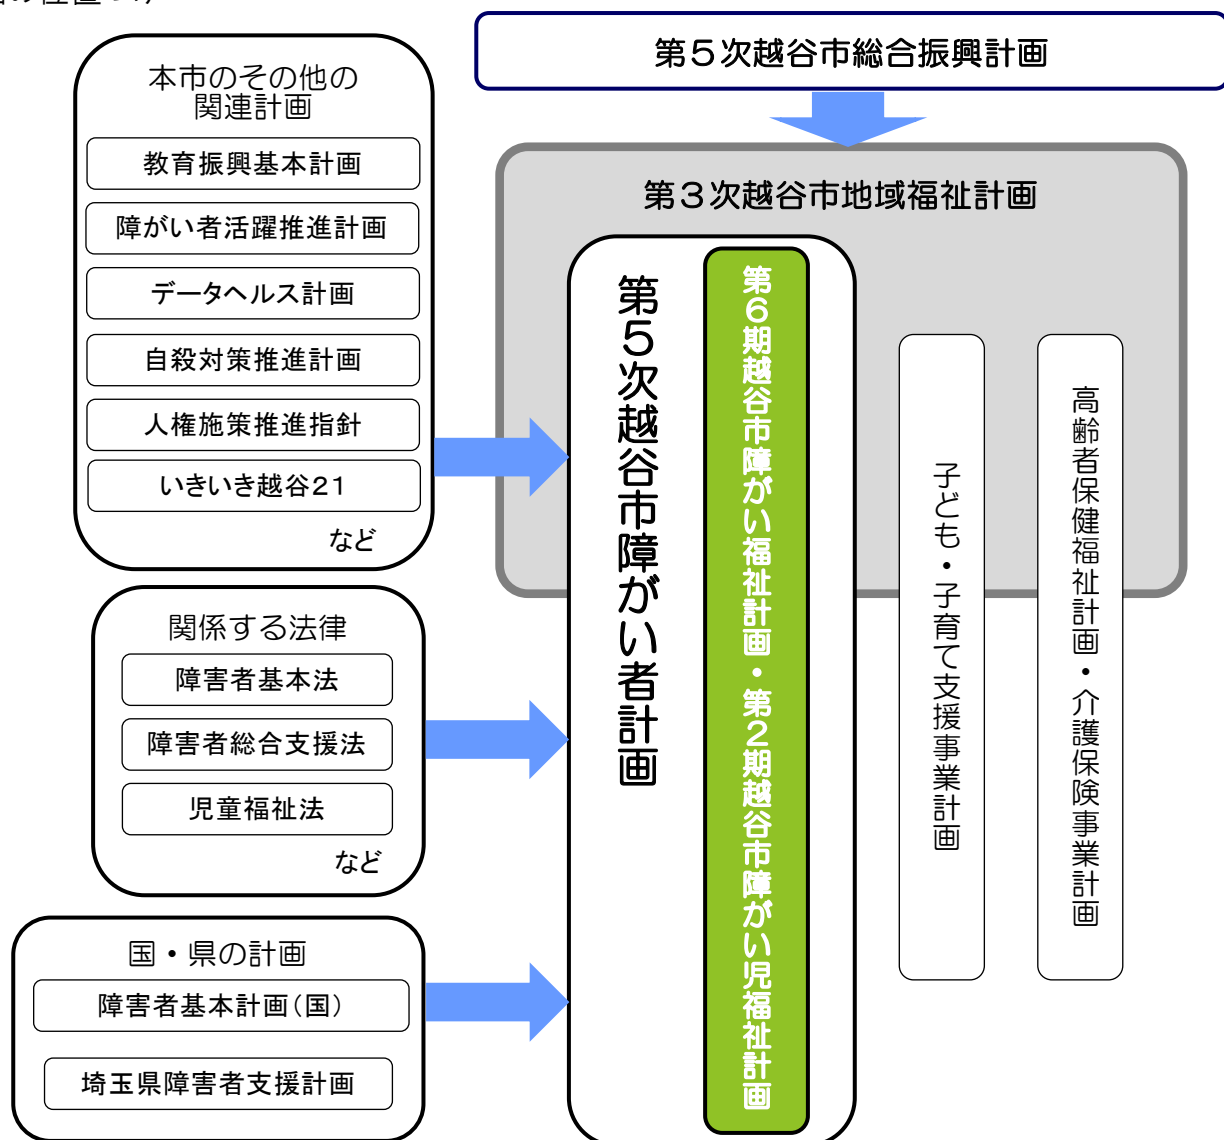 第５次越谷市総合振興計画
本市のその他の
関連計画
教育振興基本計画
障がい者活躍推進計画
データヘルス計画
自殺対策推進計画
人権施策推進指針
いきいき越谷２１
など
関係する法律
障害者基本法
障害者総合支援法
児童福祉法
など
国・県の計画
障害者基本計画（国）
埼玉県障害者支援計画
第３次越谷市地域福祉計画
第５次越谷市障がい者計画
第６期越谷市障がい福祉計画・第２期越谷市障がい児福祉計画
子ども・子育て支援事業計画
高齢者保健福祉計画・介護保険事業計画